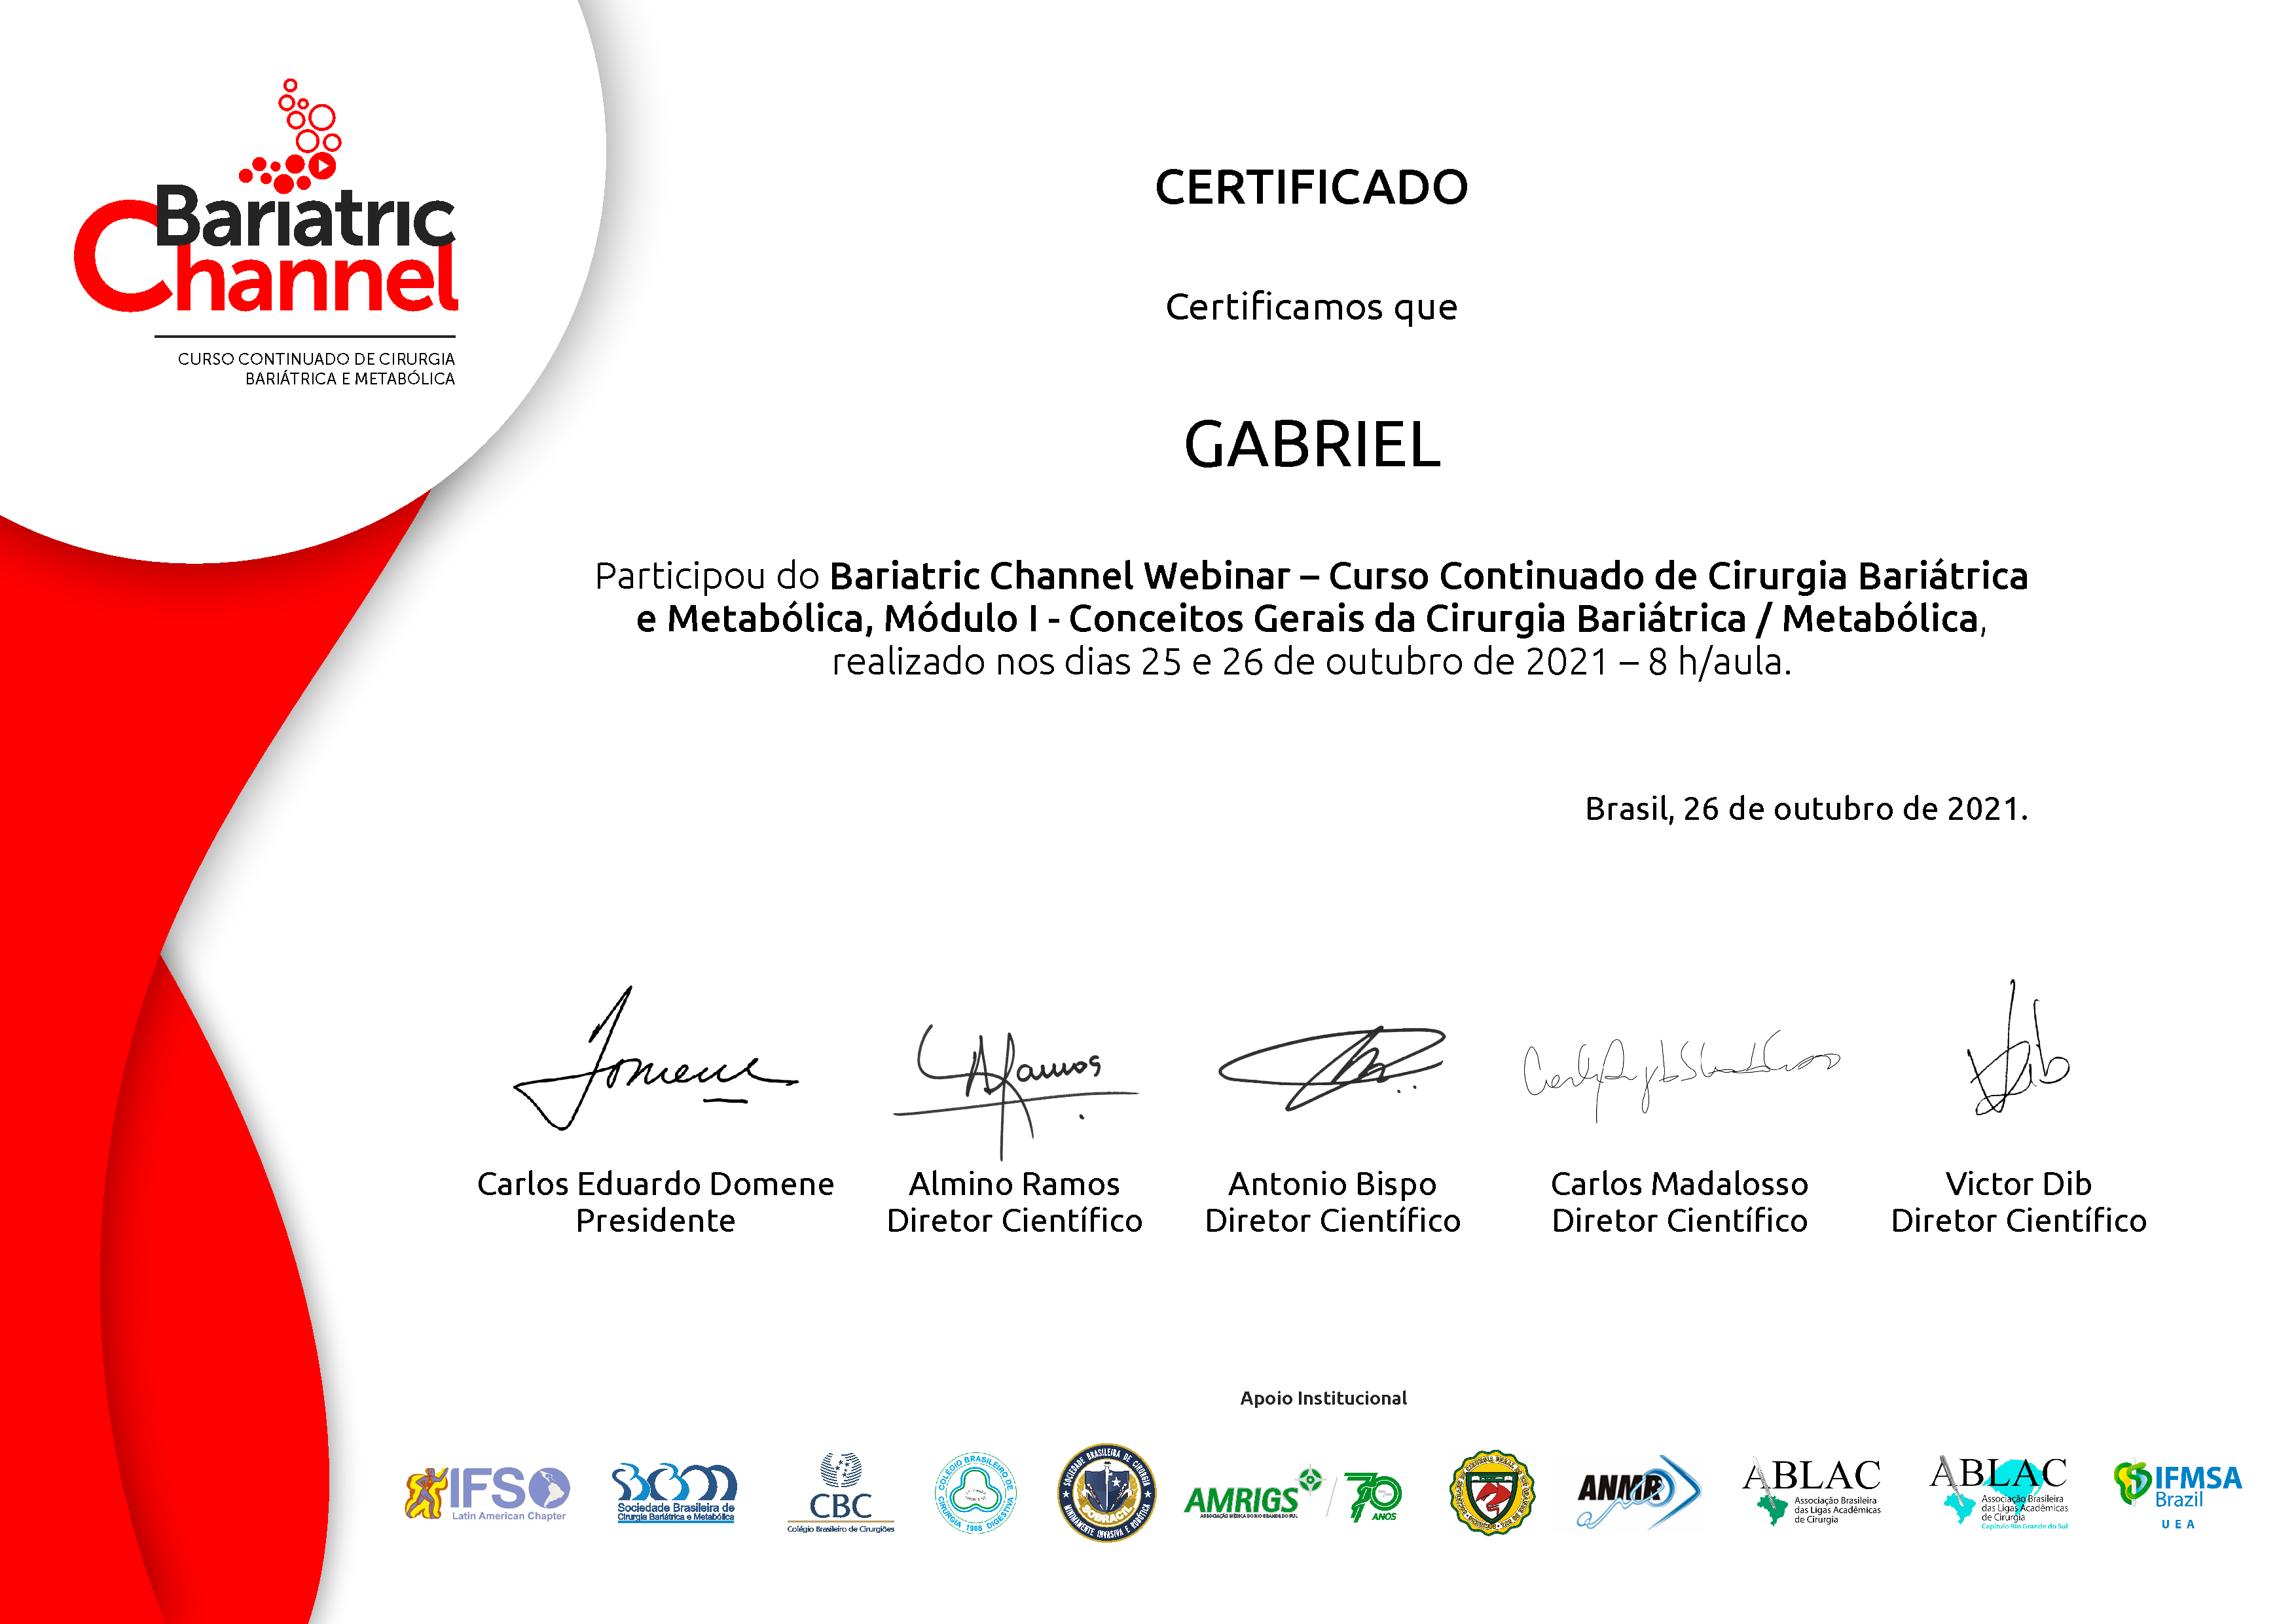 Bariatric
Channel
CURSO CONTINUADO DE CIRURGIA
BARIÁTRICA E METABÓLICA
CERTIFICADO
Certificamos que
GABRIEL
Participou do Bariatric Channel Webinar – Curso Continuado de Cirurgia Bariátrica
e Metabólica, Módulo I - Conceitos Gerais da Cirurgia Bariátrica / Metabólica,
realizado nos dias 25 e 26 de outubro de 2021 – 8 h/aula.
Brasil, 26 de outubro de 2021.
Carlos Eduardo Domene
Presidente
Almino Ramos
Diretor Científico
Antonio Bispo
Diretor Científico
Carlos Madalosso
Diretor Científico
Victor Dib
Diretor Científico
Apoio Institucional
IFSO
Latin American Chapter
Sociedade Brasileira de
Cirurgia Bariátrica e Metabólica
CBC
Colégio Brasileiro de Cirurgiões
COLÉGIO BRASILEIRO DE
CIRURGIA DIGESTIVA
1988
SOCIEDADE BRASILEIRA DE CIRURGIA
MINIMAMENTE INVASIVA E ROBÓTICA
SOBRACIL
AMRIGS
ASSOCIAÇÃO MÉDICA DO RIO GRANDE DO SUL
70
ANOS
ANMR
ABLAC
Associação Brasileira
das Ligas Acadêmicas
de Cirurgia
ABLAC
Associação Brasileira
das Ligas Acadêmicas
de Cirurgia
Capítulo Rio Grande do Sul
IFMSA
Brazil
UEA